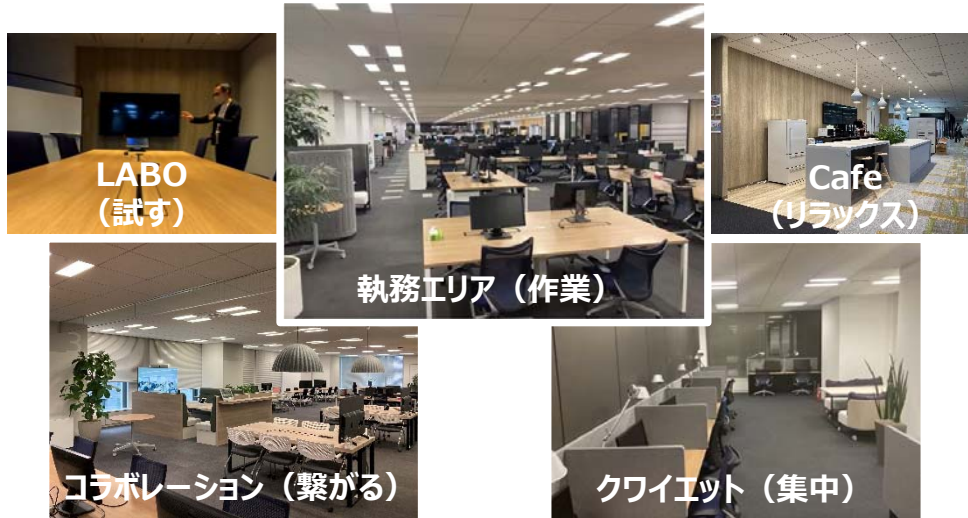 LABO
（試す）
執務エリア（作業）
Cafe
（リラックス）
コラボレーション（繋がる）
クワイエット（集中）